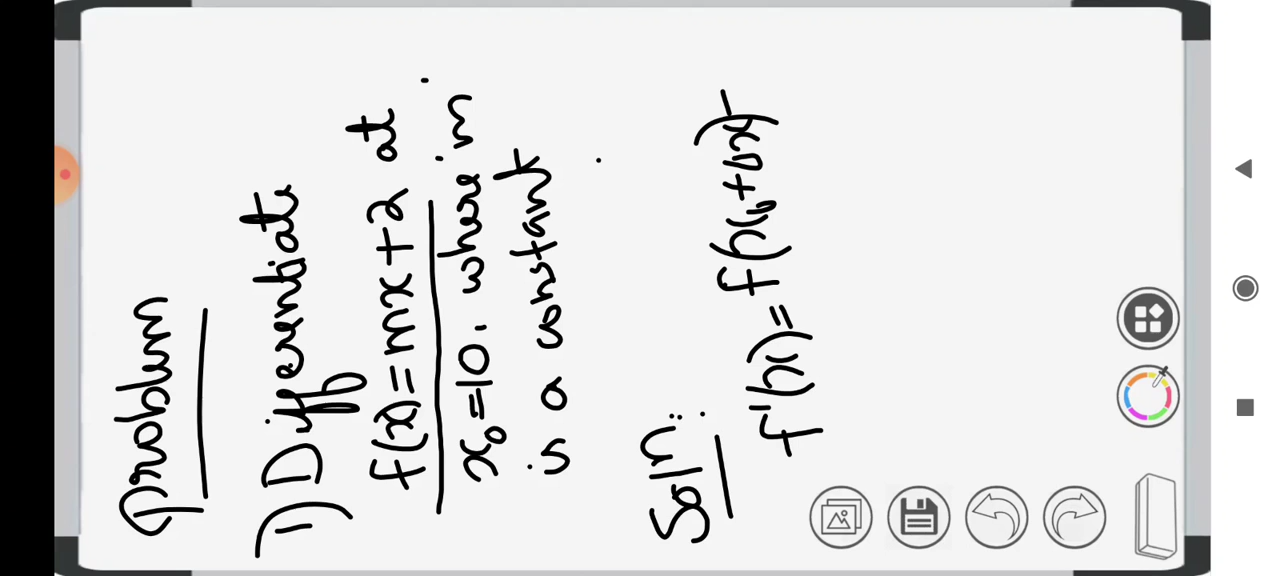 problem
1) Differentiate
f(x) = mx + 2 at
x₀ = 10, where m
is a constant
Soln:
f'(x) = f(x₀ + Δx) -